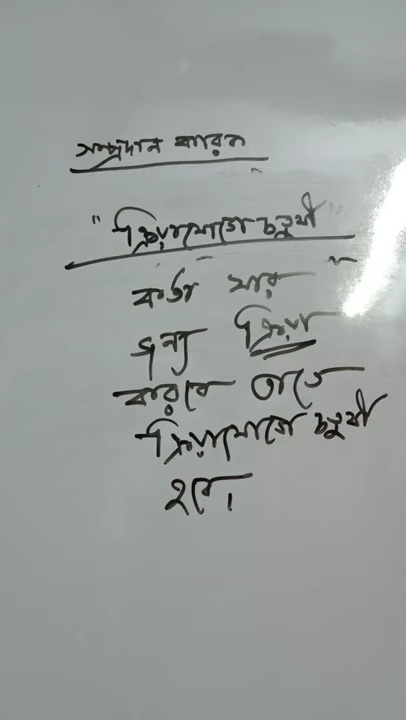 সম্প্রদান কারক
"ক্রিয়াযোগে চতুর্থী"
কর্তা যার
জন্য ক্রিয়া
করবে তাতে
ক্রিয়াযোগে চতুর্থী
হবে।